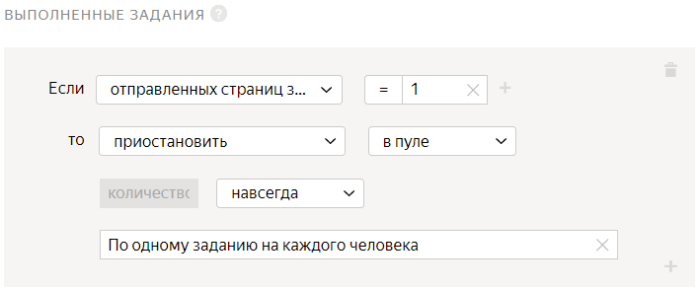 ВЫПОЛНЕННЫЕ ЗАДАНИЯ ?
Если отправленных страниц з... = 1
то приостановить в пуле
количество навсегда
По одному заданию на каждого человека